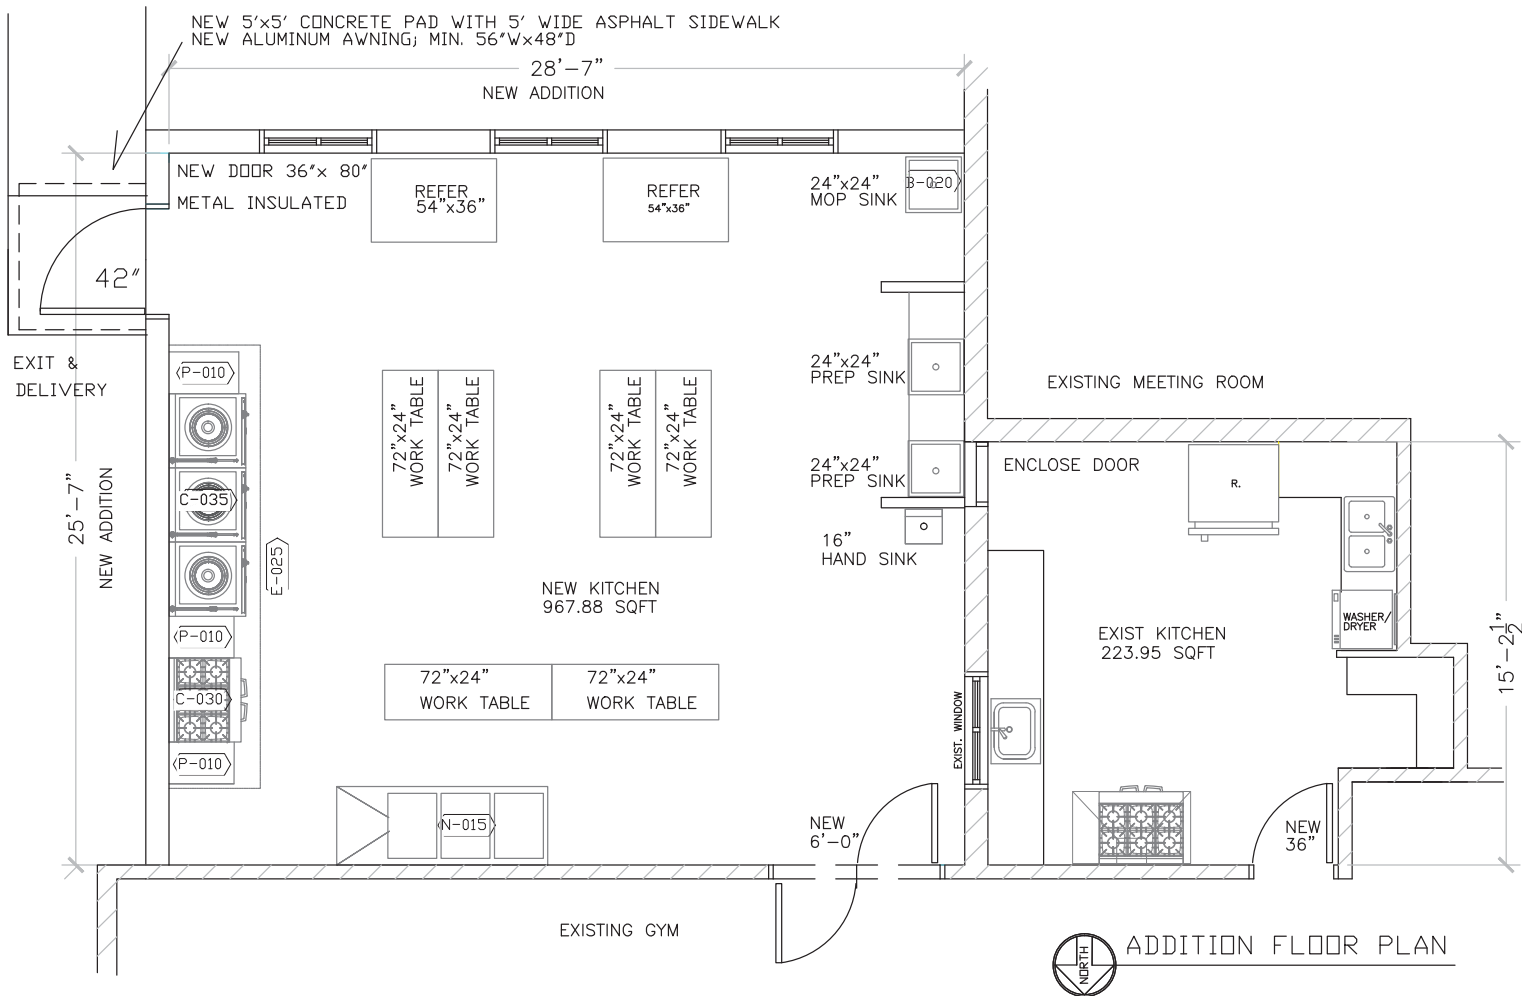 NEW 5'x5' CONCRETE PAD WITH 5' WIDE ASPHALT SIDEWALK
NEW ALUMINUM AWNING; MIN. 56"Wx48"D
28'-7"
NEW ADDITION
NEW DOOR 36"x 80"
METAL INSULATED
REFER
54"x36"
REFER
54"x36"
24"x24"
MOP SINK
B-020
42"
EXIT &
DELIVERY
25'-7"
NEW ADDITION
P-010
C-035
E-025
P-010
C-030
P-010
72"x24"
WORK TABLE
72"x24"
WORK TABLE
72"x24"
WORK TABLE
72"x24"
WORK TABLE
24"x24"
PREP SINK
24"x24"
PREP SINK
16"
HAND SINK
EXISTING MEETING ROOM
ENCLOSE DOOR
R.
WASHER/
DRYER
NEW KITCHEN
967.88 SQFT
EXIST KITCHEN
223.95 SQFT
15'-2 1/2"
72"x24"
WORK TABLE
72"x24"
WORK TABLE
EXIST. WINDOW
N-015
NEW
6'-0"
NEW
36"
EXISTING GYM
NORTH
ADDITION FLOOR PLAN